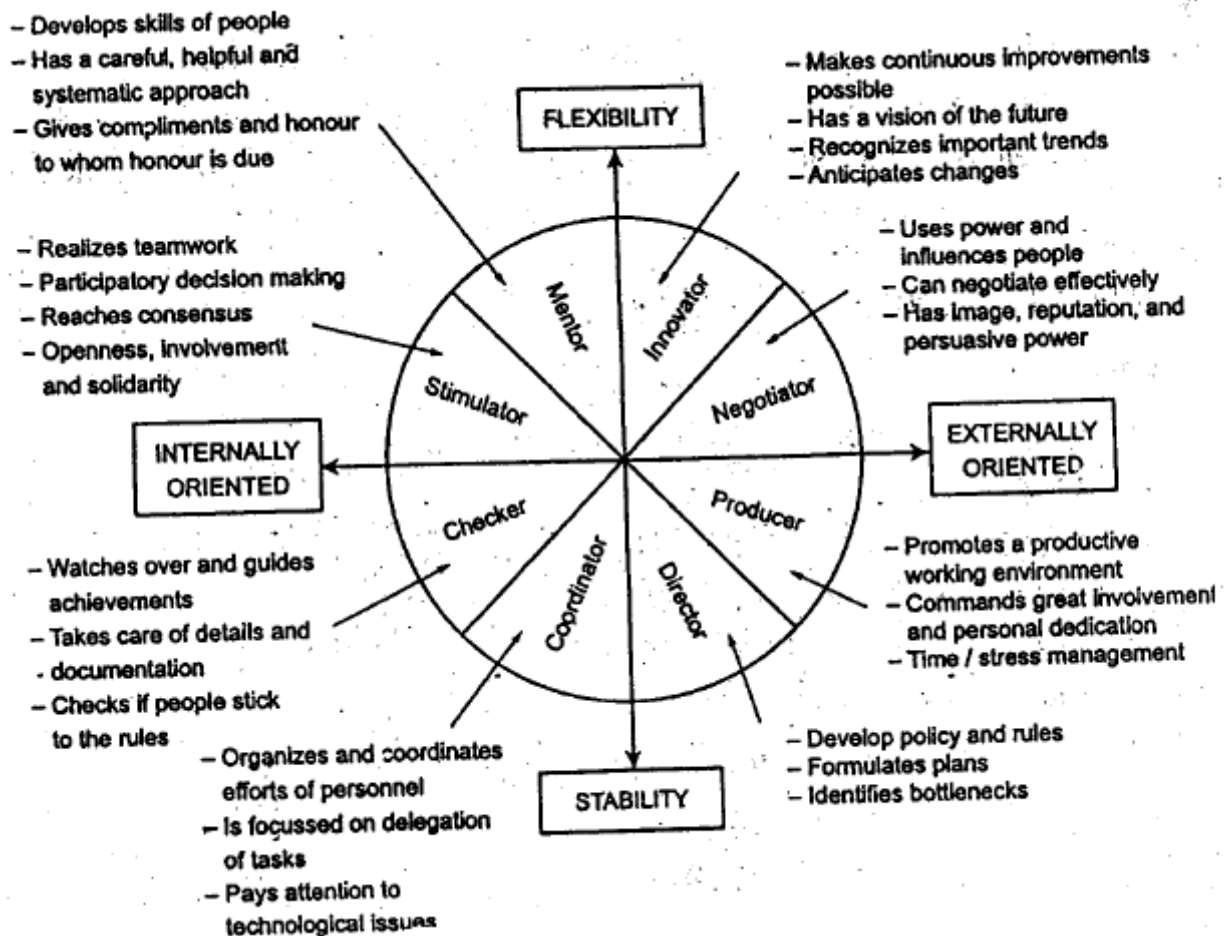 – Develops skills of people
– Has a careful, helpful and
systematic approach
– Gives compliments and honour
to whom honour is due
FLEXIBILITY
– Makes continuous improvements
possible
– Has a vision of the future
– Recognizes important trends
– Anticipates changes
– Realizes teamwork
– Participatory decision making
– Reaches consensus
– Openness, involvement
and solidarity
– Uses power and
influences people
– Can negotiate effectively
– Has image, reputation, and
persuasive power
Mentor
Innovator
Stimulator
Negotiator
INTERNALLY
ORIENTED
EXTERNALLY
ORIENTED
Checker
Producer
Coordinator
Director
– Watches over and guides
achievements
– Takes care of details and
documentation
– Checks if people stick
to the rules
– Promotes a productive
working environment
– Commands great involvement
and personal dedication
– Time / stress management
– Organizes and coordinates
efforts of personnel
– Is focussed on delegation
of tasks
– Pays attention to
technological issues
STABILITY
– Develop policy and rules
– Formulates plans
– Identifies bottlenecks